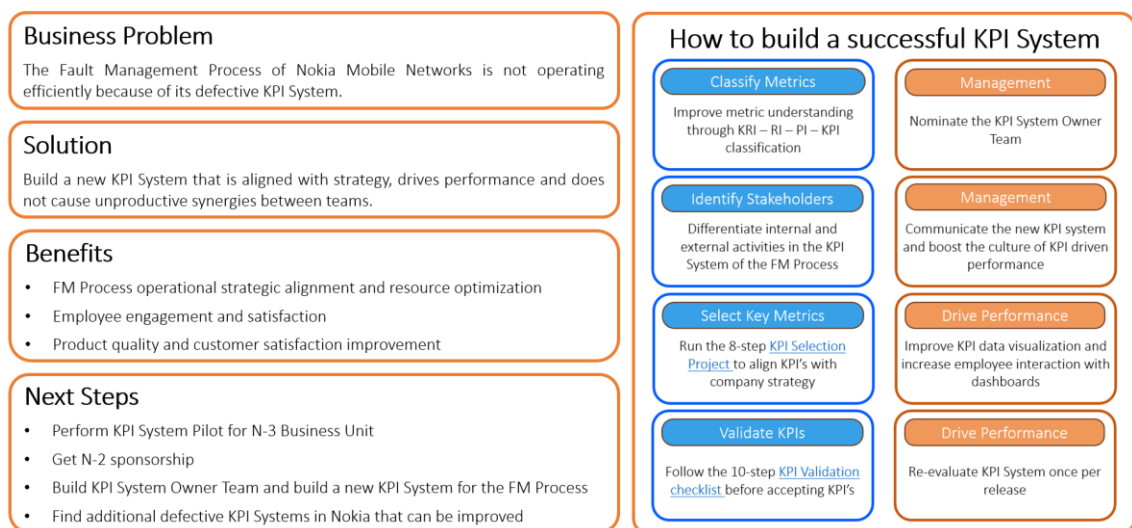 Business Problem
The Fault Management Process of Nokia Mobile Networks is not operating
efficiently because of its defective KPI System.
Solution
Build a new KPI System that is aligned with strategy, drives performance and does
not cause unproductive synergies between teams.
Benefits
• FM Process operational strategic alignment and resource optimization
• Employee engagement and satisfaction
• Product quality and customer satisfaction improvement
Next Steps
• Perform KPI System Pilot for N-3 Business Unit
• Get N-2 sponsorship
• Build KPI System Owner Team and build a new KPI System for the FM Process
• Find additional defective KPI Systems in Nokia that can be improved
How to build a successful KPI System
Classify Metrics
Improve metric understanding
through KRI – RI – PI – KPI
classification
Management
Nominate the KPI System Owner
Team
Identify Stakeholders
Differentiate internal and
external activities in the KPI
System of the FM Process
Management
Communicate the new KPI system
and boost the culture of KPI driven
performance
Select Key Metrics
Run the 8-step KPI Selection
Project to align KPI's with
company strategy
Drive Performance
Improve KPI data visualization and
increase employee interaction with
dashboards
Validate KPIs
Follow the 10-step KPI Validation
checklist before accepting KPI's
Drive Performance
Re-evaluate KPI System once per
release